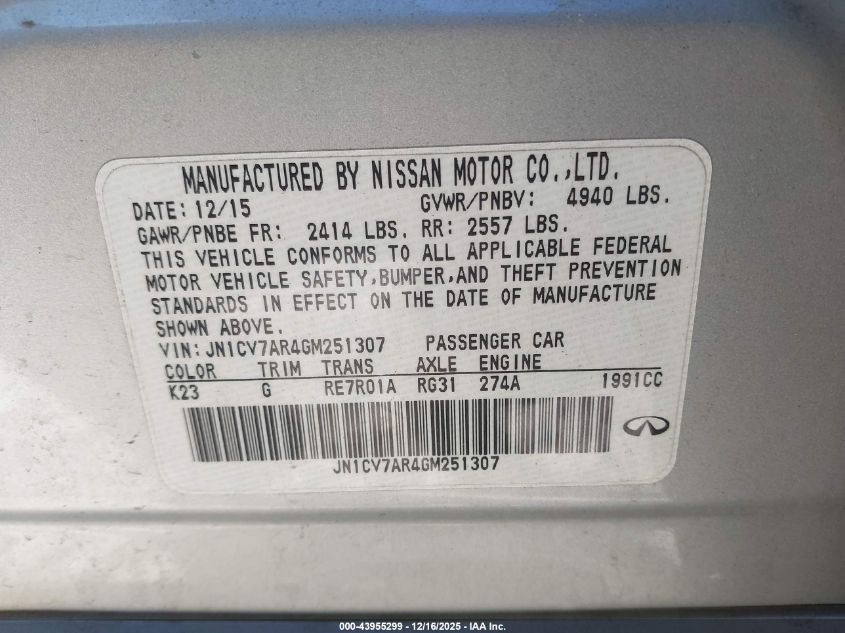 MANUFACTURED BY NISSAN MOTOR CO.,LTD.
DATE: 12/15 GVWR/PNBV: 4940 LBS.
GAWR/PNBE FR: 2414 LBS. RR: 2557 LBS.
THIS VEHICLE CONFORMS TO ALL APPLICABLE FEDERAL
MOTOR VEHICLE SAFETY,BUMPER,AND THEFT PREVENTION
STANDARDS IN EFFECT ON THE DATE OF MANUFACTURE
SHOWN ABOVE.
VIN: JN1CV7AR4GM251307 PASSENGER CAR
COLOR TRIM TRANS AXLE ENGINE
K23 G RE7R01A RG31 274A 1991CC
JN1CV7AR4GM251307
000-43955299 - 12/16/2025 - IAA Inc.